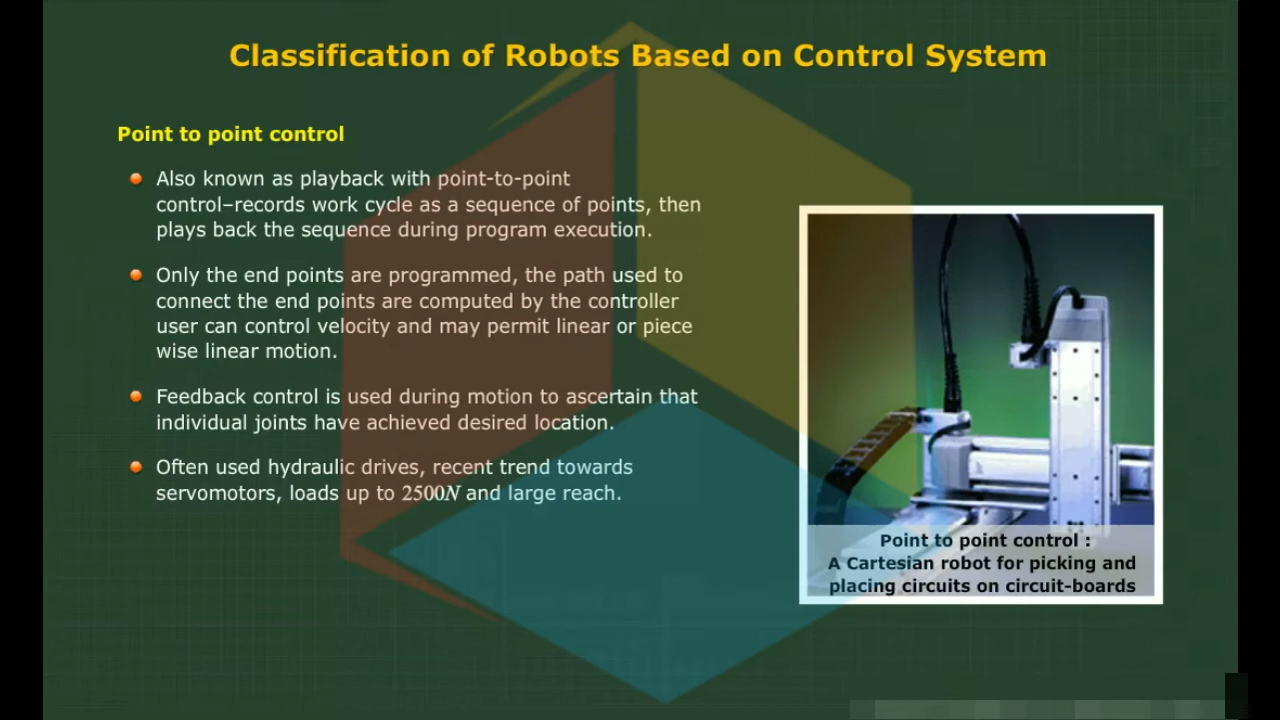 Classification of Robots Based on Control System
Point to point control
Also known as playback with point-to-point
control–records work cycle as a sequence of points, then
plays back the sequence during program execution.
Only the end points are programmed, the path used to
connect the end points are computed by the controller
user can control velocity and may permit linear or piece
wise linear motion.
Feedback control is used during motion to ascertain that
individual joints have achieved desired location.
Often used hydraulic drives, recent trend towards
servomotors, loads up to 2500N and large reach.
Point to point control :
A Cartesian robot for picking and
placing circuits on circuit-boards